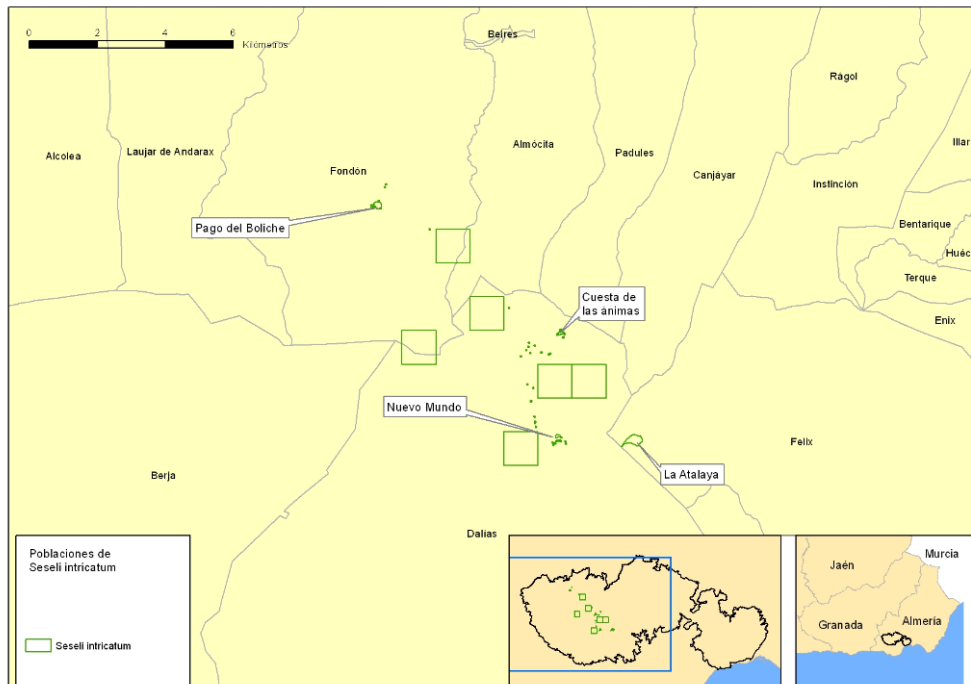 0 2 4 6
Kilómetros
Beires
Rágol
Illar
Alcolea
Laujar de Andarax
Fondón
Almócita
Padules
Canjáyar
Instinción
Bentarique
Huéc
Terque
Enix
Pago del Boliche
Cuesta de
las ánimas
Nuevo Mundo
La Atalaya
Felix
Berja
Dalías
Poblaciones de
Seseli intricatum
Seseli intricatum
Jaén
Murcia
Granada
Almería